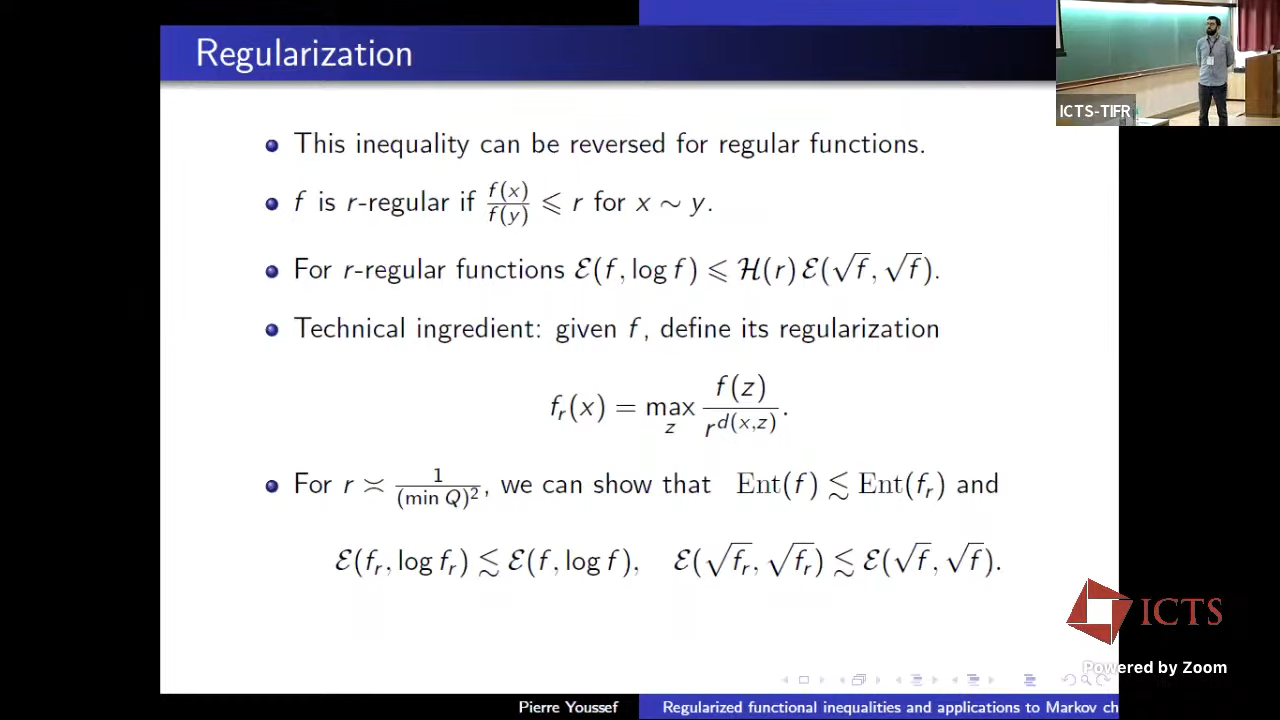 Regularization
ICTS-TIFR
This inequality can be reversed for regular functions.
f is r-regular if f(x)/f(y) ⩽ r for x ∼ y.
For r-regular functions ℰ(f, log f) ⩽ ℋ(r) ℰ(√f, √f).
Technical ingredient: given f, define its regularization
f_r(x) = max_z f(z)/r^{d(x,z)}.
For r ≍ 1/(min Q)², we can show that Ent(f) ≲ Ent(f_r) and
ℰ(f_r, log f_r) ≲ ℰ(f, log f), ℰ(√f_r, √f_r) ≲ ℰ(√f, √f).
ICTS
Powered by Zoom
Pierre Youssef
Regularized functional inequalities and applications to Markov ch